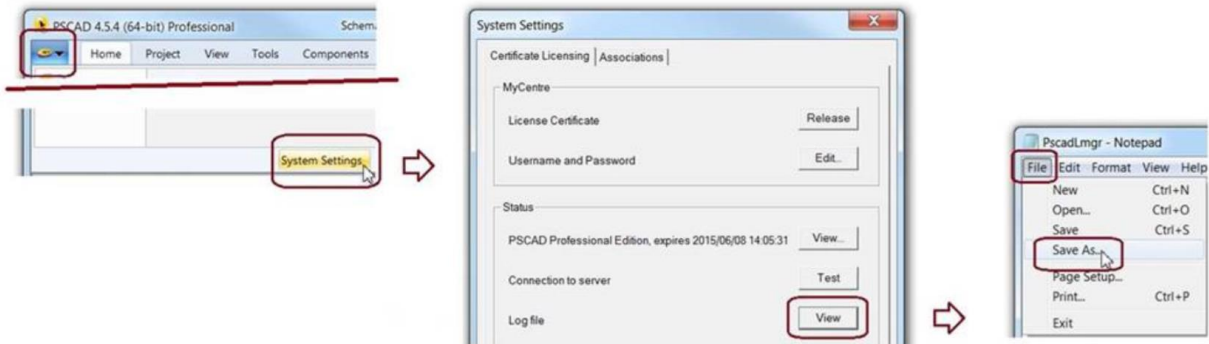 PSCAD 4.5.4 (64-bit) Professional
Schem
Home Project View Tools Components
System Settings
System Settings
Certificate Licensing Associations
MyCentre
License Certificate Release
Username and Password Edit...
Status
PSCAD Professional Edition, expires 2015/06/08 14:05:31 View...
Connection to server Test
Log file View
PscadLmgr - Notepad
File Edit Format View Help
New Ctrl+N
Open... Ctrl+O
Save Ctrl+S
Save As...
Page Setup...
Print... Ctrl+P
Exit